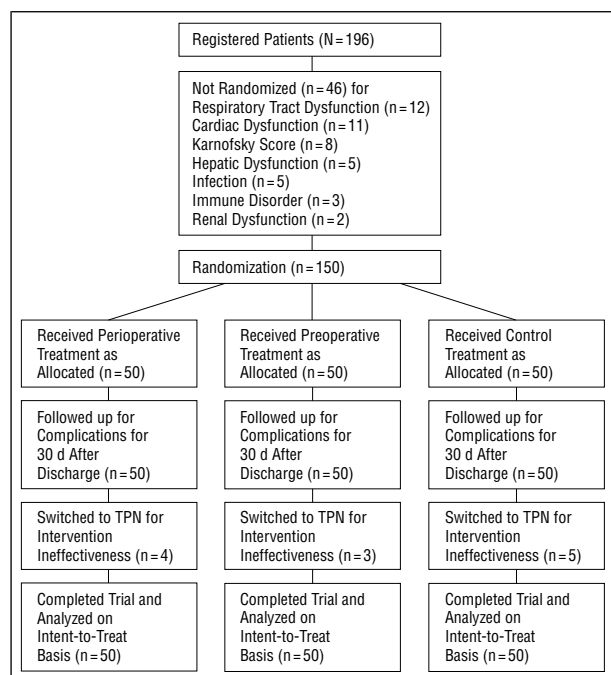 Registered Patients (N=196)
Not Randomized (n=46) for
Respiratory Tract Dysfunction (n=12)
Cardiac Dysfunction (n=11)
Karnofsky Score (n=8)
Hepatic Dysfunction (n=5)
Infection (n=5)
Immune Disorder (n=3)
Renal Dysfunction (n=2)
Randomization (n=150)
Received Perioperative
Treatment as
Allocated (n=50)
Received Preoperative
Treatment as
Allocated (n=50)
Received Control
Treatment as
Allocated (n=50)
Followed up for
Complications for
30 d After
Discharge (n=50)
Followed up for
Complications for
30 d After
Discharge (n=50)
Followed up for
Complications for
30 d After
Discharge (n=50)
Switched to TPN for
Intervention
Ineffectiveness (n=4)
Switched to TPN for
Intervention
Ineffectiveness (n=3)
Switched to TPN for
Intervention
Ineffectiveness (n=5)
Completed Trial and
Analyzed on
Intent-to-Treat
Basis (n=50)
Completed Trial and
Analyzed on
Intent-to-Treat
Basis (n=50)
Completed Trial and
Analyzed on
Intent-to-Treat
Basis (n=50)